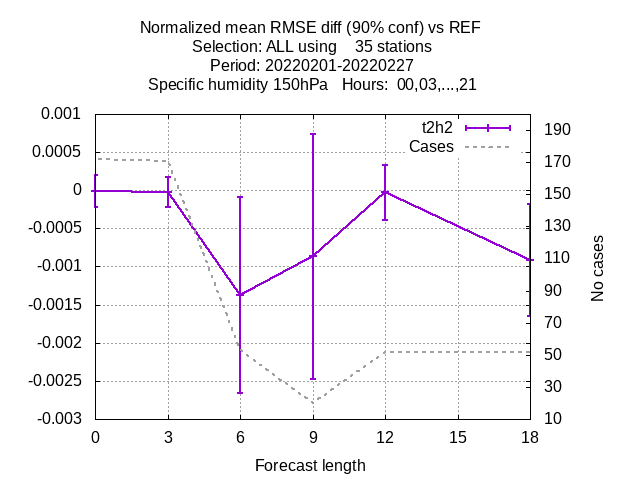 Normalized mean RMSE diff (90% conf) vs REF
Selection: ALL using    35 stations
Period: 20220201-20220227
Specific humidity 150hPa   Hours:  00,03,...,21
t2h2
Cases
0.001
0.0005
0
-0.0005
-0.001
-0.0015
-0.002
-0.0025
-0.003
190
170
150
130
110
90
70
50
30
10
No cases
0 3 6 9 12 15 18
Forecast length